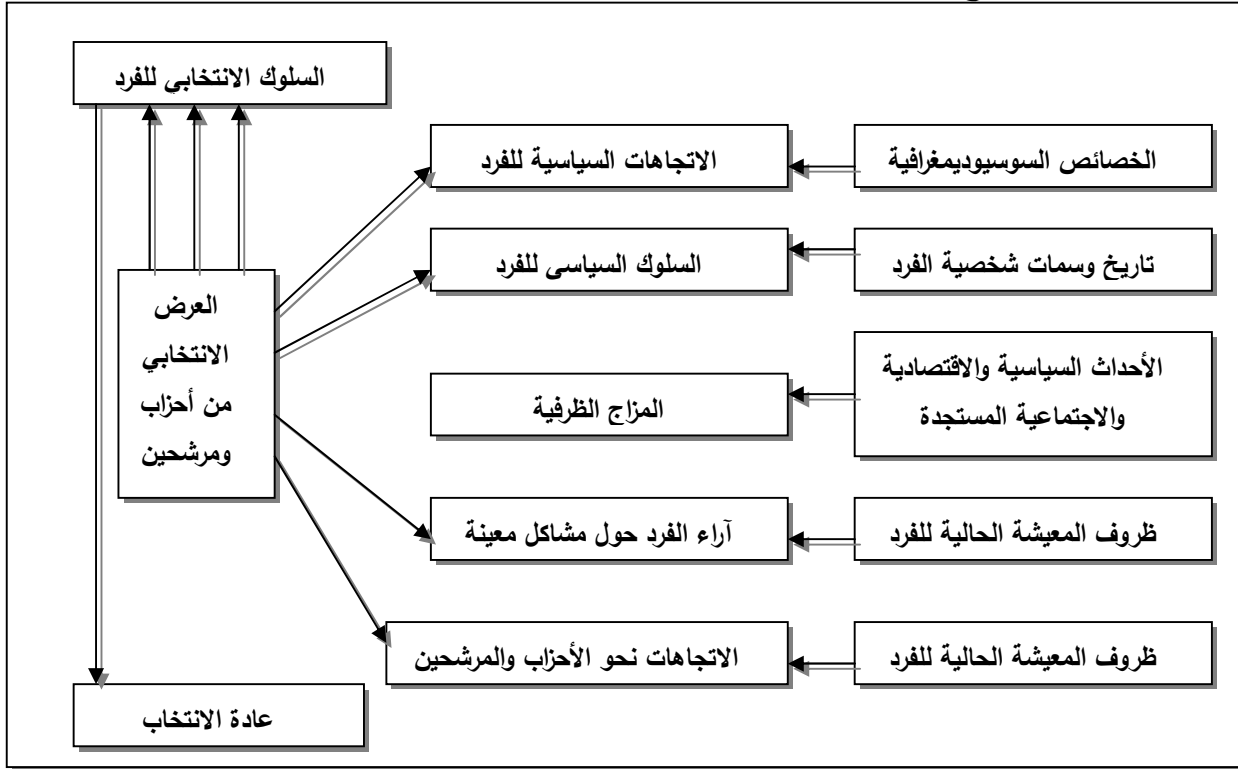 السلوك الانتخابي للفرد
الاتجاهات السياسية للفرد
الخصائص السوسيوديمغرافية
السلوك السياسي للفرد
تاريخ وسمات شخصية الفرد
العرض
الانتخابي
من أحزاب
ومرشحين
المزاج الظرفية
الأحداث السياسية والاقتصادية
والاجتماعية المستجدة
آراء الفرد حول مشاكل معينة
ظروف المعيشة الحالية للفرد
الاتجاهات نحو الأحزاب والمرشحين
ظروف المعيشة الحالية للفرد
عادة الانتخاب